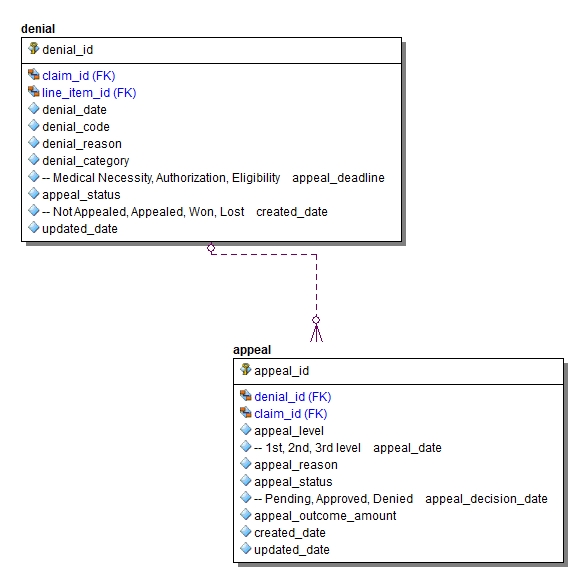 denial
denial_id
claim_id (FK)
line_item_id (FK)
denial_date
denial_code
denial_reason
denial_category
-- Medical Necessity, Authorization, Eligibility    appeal_deadline
appeal_status
-- Not Appealed, Appealed, Won, Lost    created_date
updated_date
appeal
appeal_id
denial_id (FK)
claim_id (FK)
appeal_level
-- 1st, 2nd, 3rd level    appeal_date
appeal_reason
appeal_status
-- Pending, Approved, Denied    appeal_decision_date
appeal_outcome_amount
created_date
updated_date